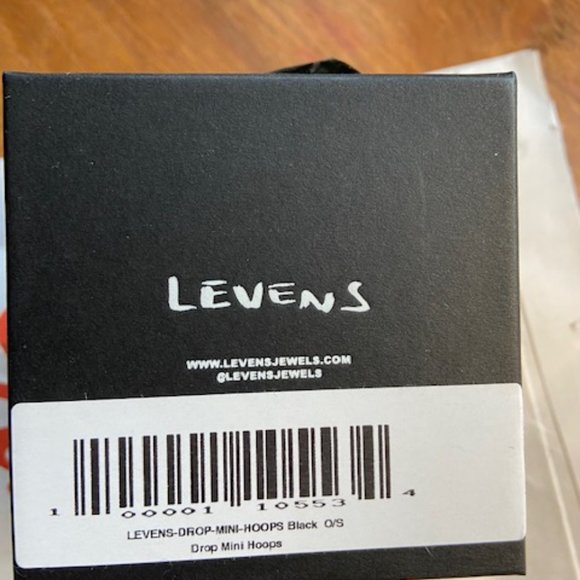 LEVENS
WWW.LEVENSJEWELS.COM
@LEVENSJEWELS
1 00001 10553 4
LEVENS-DROP-MINI-HOOPS Black O/S
Drop Mini Hoops